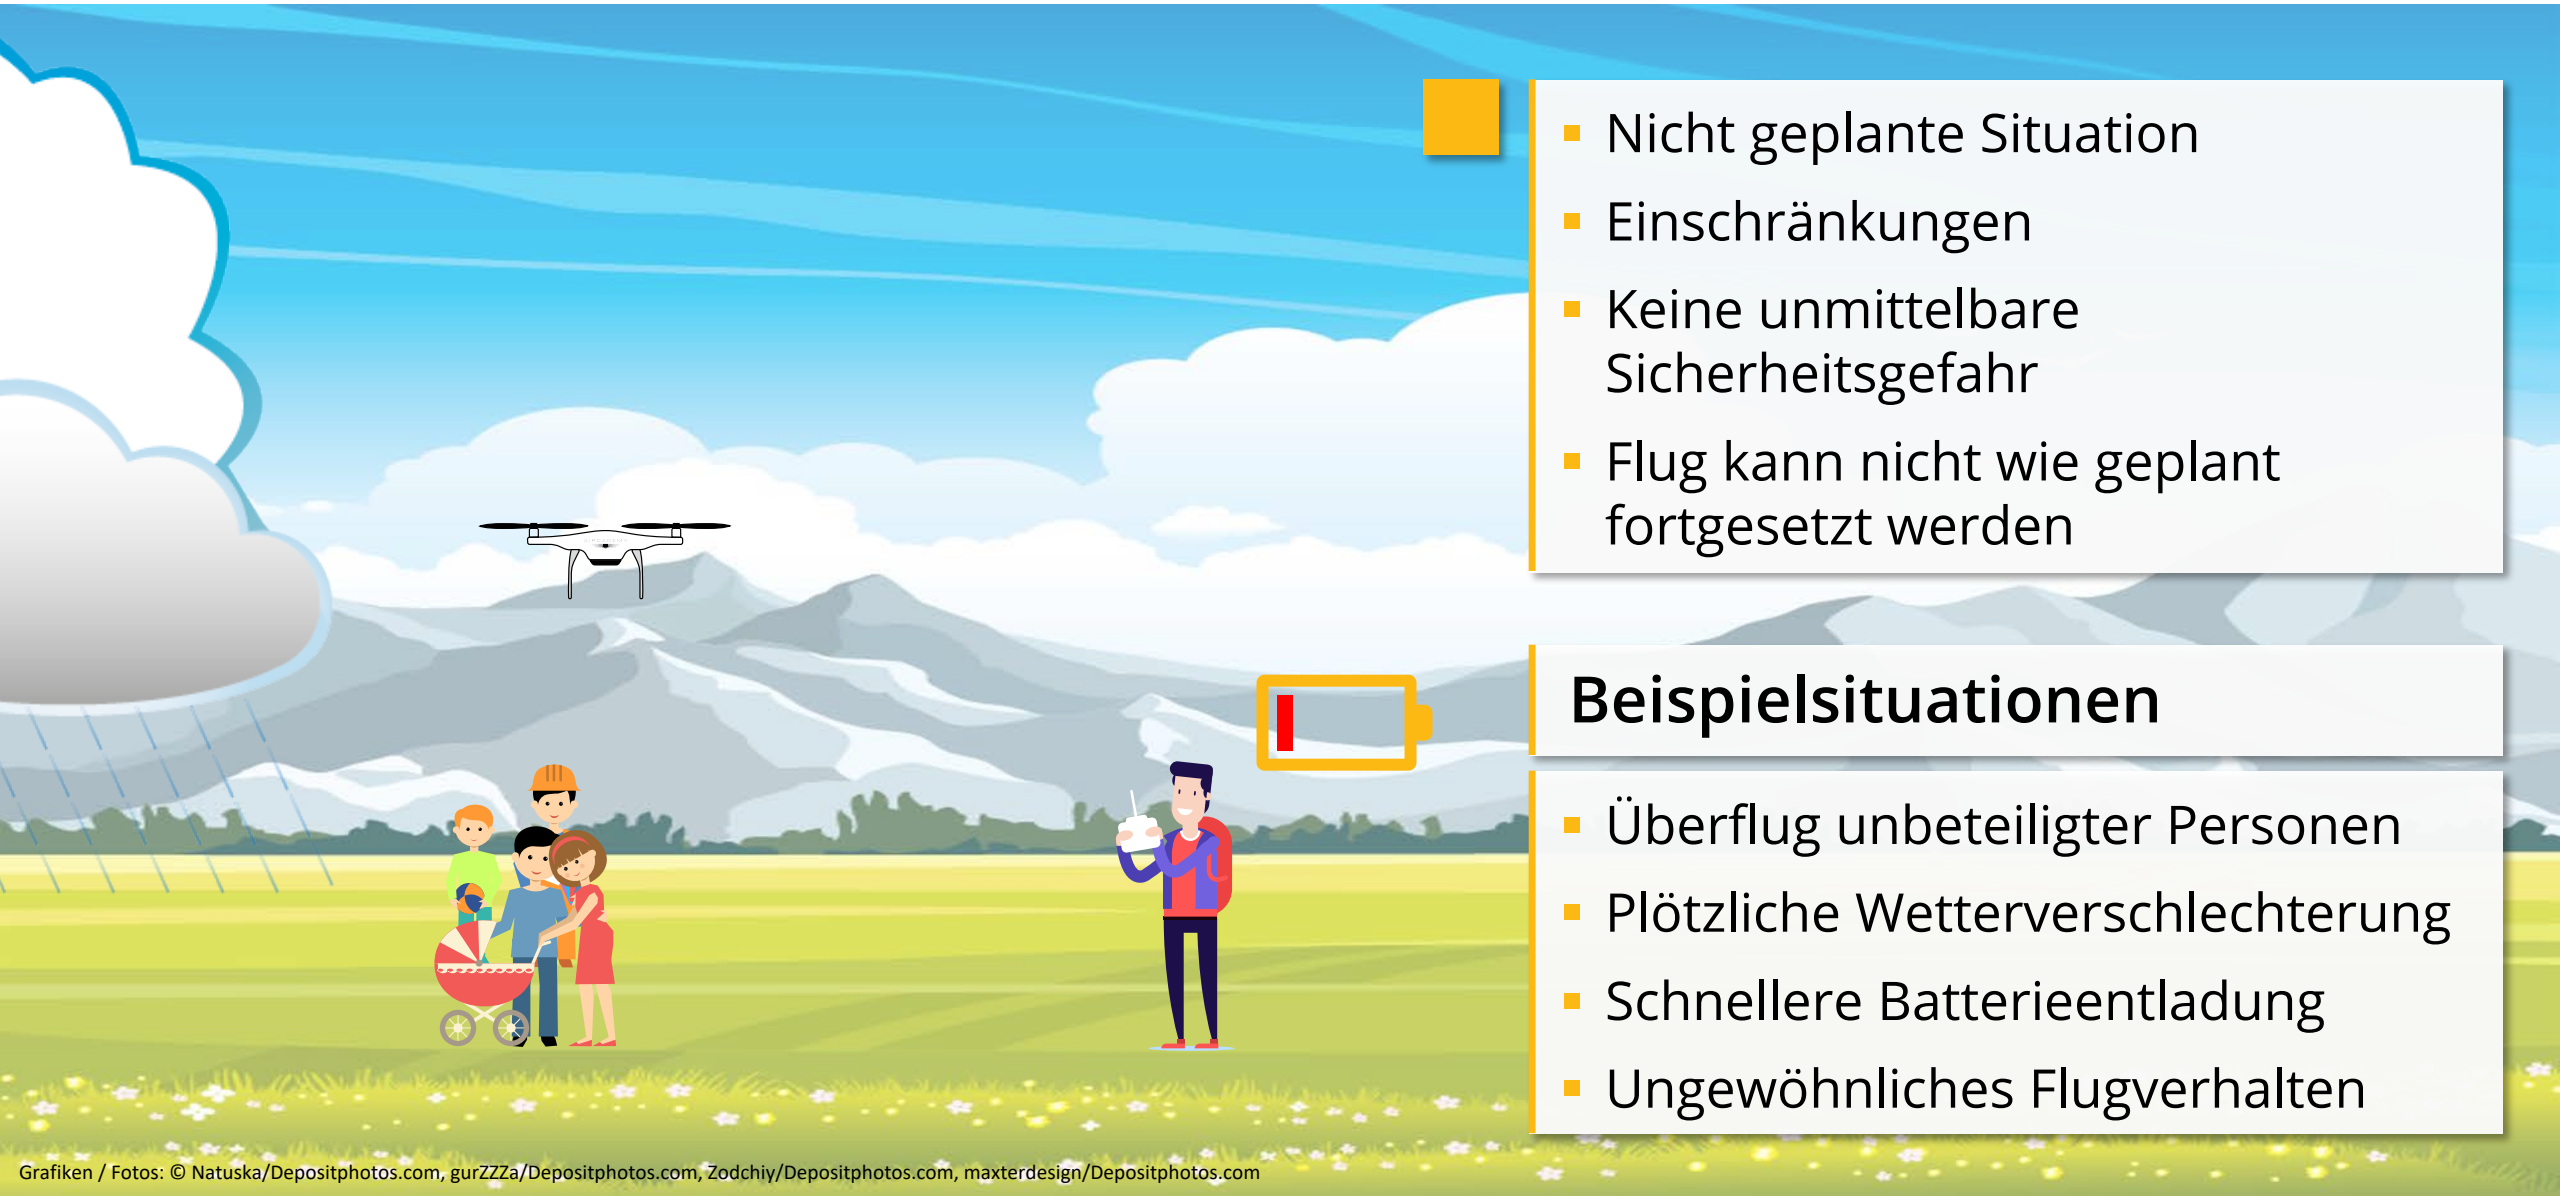 Nicht geplante Situation
Einschränkungen
Keine unmittelbare
Sicherheitsgefahr
Flug kann nicht wie geplant
fortgesetzt werden
Beispielsituationen
Überflug unbeteiligter Personen
Plötzliche Wetterverschlechterung
Schnellere Batterieentladung
Ungewöhnliches Flugverhalten
Grafiken / Fotos: © Natuska/Depositphotos.com, gurZZZa/Depositphotos.com, Zodchiy/Depositphotos.com, maxterdesign/Depositphotos.com